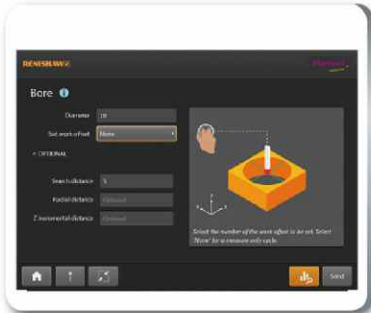 RENISHAW
Bore
Diameter 10
Set work offset None
OPTIONAL
Search distance 5
Radial distance Optional
Z incremental distance Optional
Select the number of the work offset to be set. Select
'None' for a measure only cycle.
Send